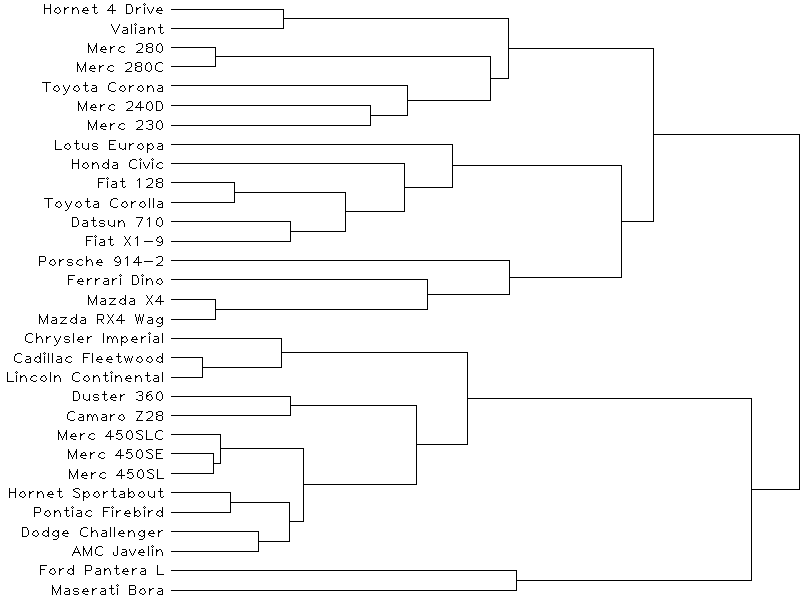 Hornet 4 Drive
Valiant
Merc 280
Merc 280C
Toyota Corona
Merc 240D
Merc 230
Lotus Europa
Honda Civic
Fiat 128
Toyota Corolla
Datsun 710
Fiat X1-9
Porsche 914-2
Ferrari Dino
Mazda X4
Mazda RX4 Wag
Chrysler Imperial
Cadillac Fleetwood
Lincoln Continental
Duster 360
Camaro Z28
Merc 450SLC
Merc 450SE
Merc 450SL
Hornet Sportabout
Pontiac Firebird
Dodge Challenger
AMC Javelin
Ford Pantera L
Maserati Bora